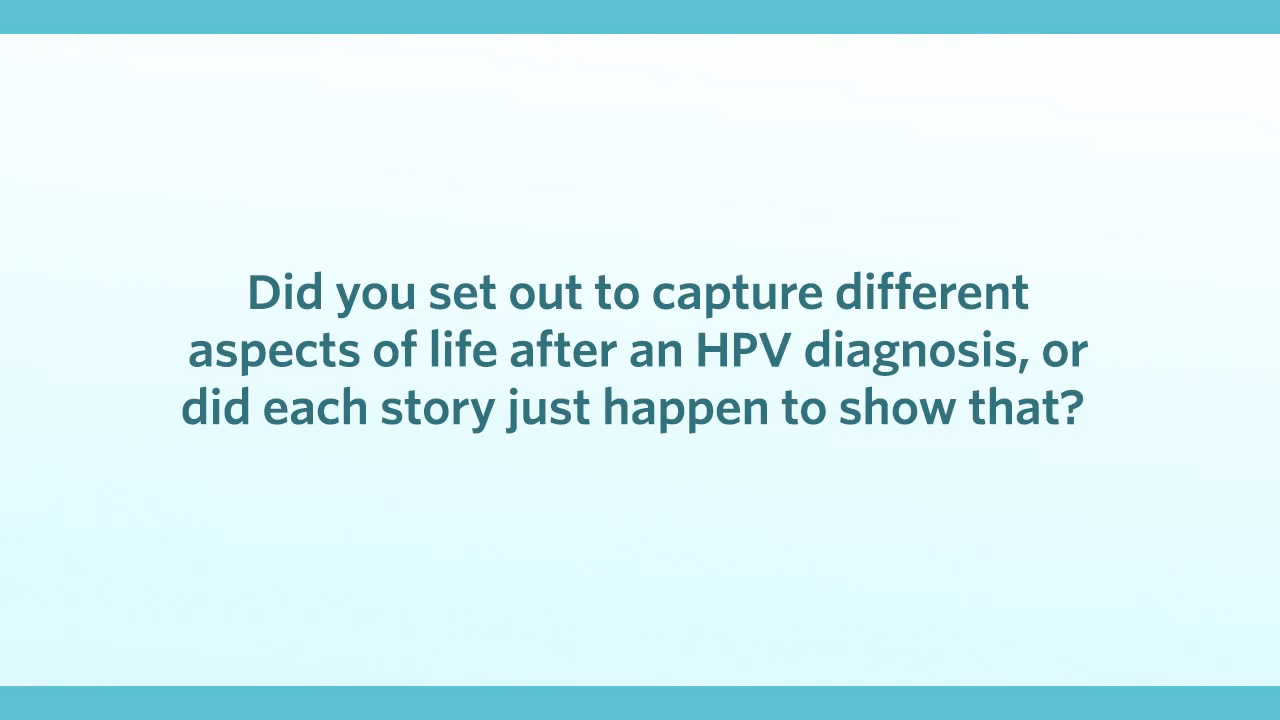 Did you set out to capture different
aspects of life after an HPV diagnosis, or
did each story just happen to show that?